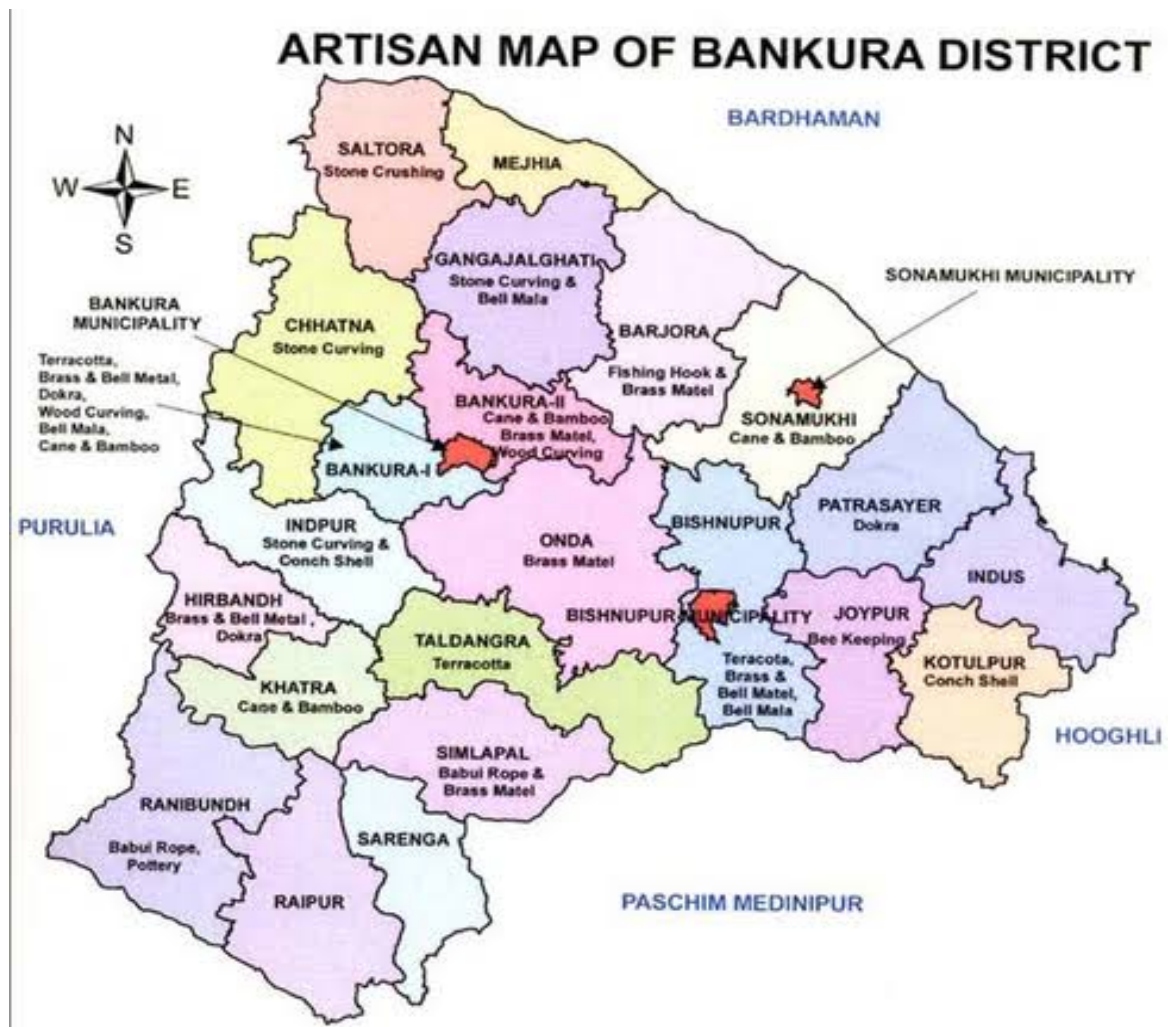 ARTISAN MAP OF BANKURA DISTRICT
BARDHAMAN
N
W
E
S
SALTORA
Stone Crushing
MEJHIA
GANGAJALGHATI
Stone Curving &
Bell Mala
SONAMUKHI MUNICIPALITY
BANKURA
MUNICIPALITY
CHHATNA
Stone Curving
BARJORA
Fishing Hook &
Brass Matel
Terracotta,
Brass & Bell Metal,
Dokra,
Wood Curving,
Bell Mala,
Cane & Bamboo
BANKURA-II
Cane & Bamboo
Brass Matel,
Wood Curving
SONAMUKHI
Cane & Bamboo
BANKURA-I
PURULIA
INDPUR
Stone Curving &
Conch Shell
ONDA
Brass Matel
BISHNUPUR
PATRASAYER
Dokra
INDUS
HIRBANDH
Brass & Bell Metal ,
Dokra
BISHNUPUR MUNICIPALITY
JOYPUR
Bee Keeping
TALDANGRA
Terracotta
Teracota,
Brass &
Bell Matel,
Bell Mala
KOTULPUR
Conch Shell
KHATRA
Cane & Bamboo
HOOGHLI
SIMLAPAL
Babui Rope &
Brass Matel
RANIBUNDH
Babui Rope,
Pottery
SARENGA
RAIPUR
PASCHIM MEDINIPUR